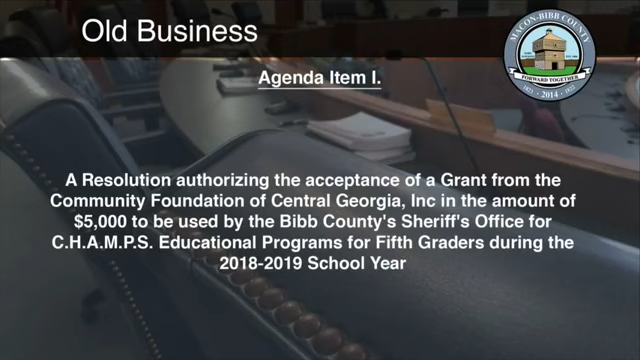 Old Business
MACON-BIBB COUNTY
FORWARD TOGETHER
2014
Agenda Item I.
A Resolution authorizing the acceptance of a Grant from the
Community Foundation of Central Georgia, Inc in the amount of
$5,000 to be used by the Bibb County's Sheriff's Office for
C.H.A.M.P.S. Educational Programs for Fifth Graders during the
2018-2019 School Year